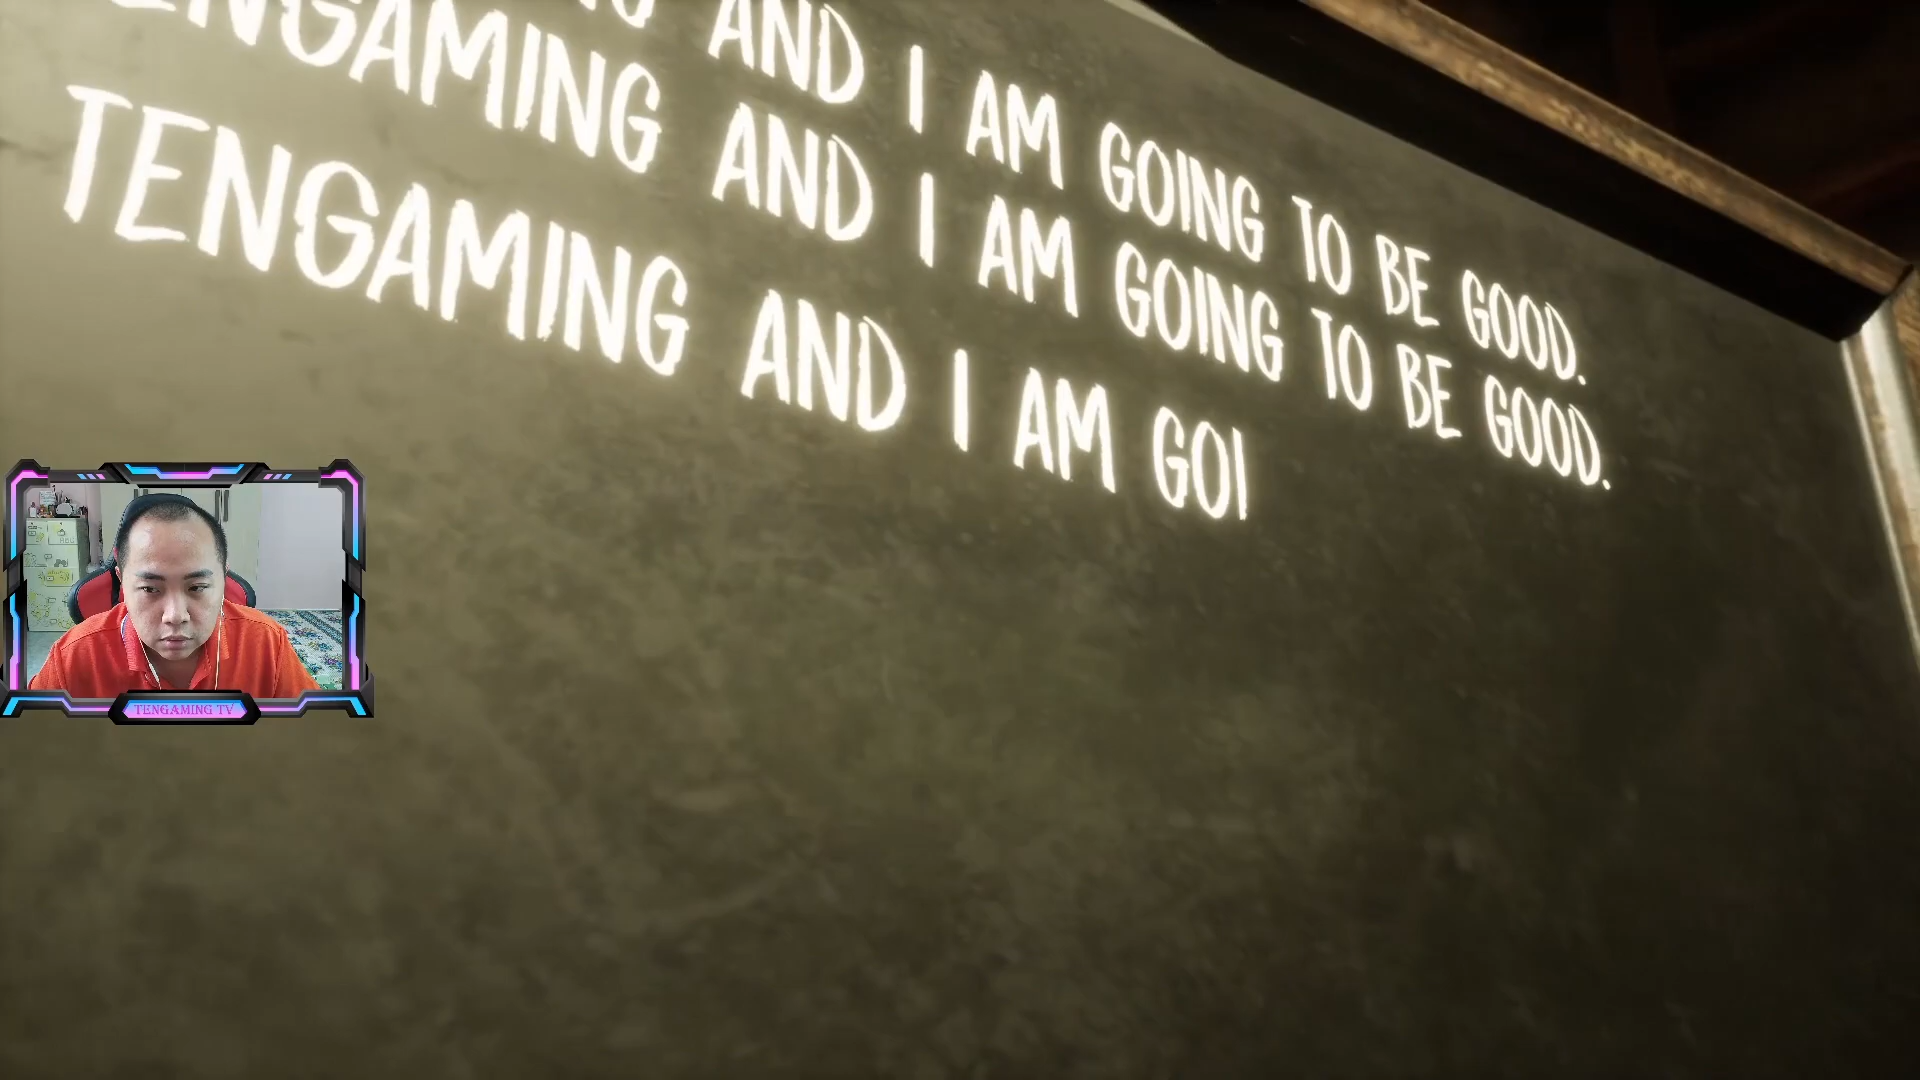 AND I AM GOING TO BE GOOD.
TENGAMING AND I AM GOING TO BE GOOD.
TENGAMING AND I AM GOI
TENGAMING TV